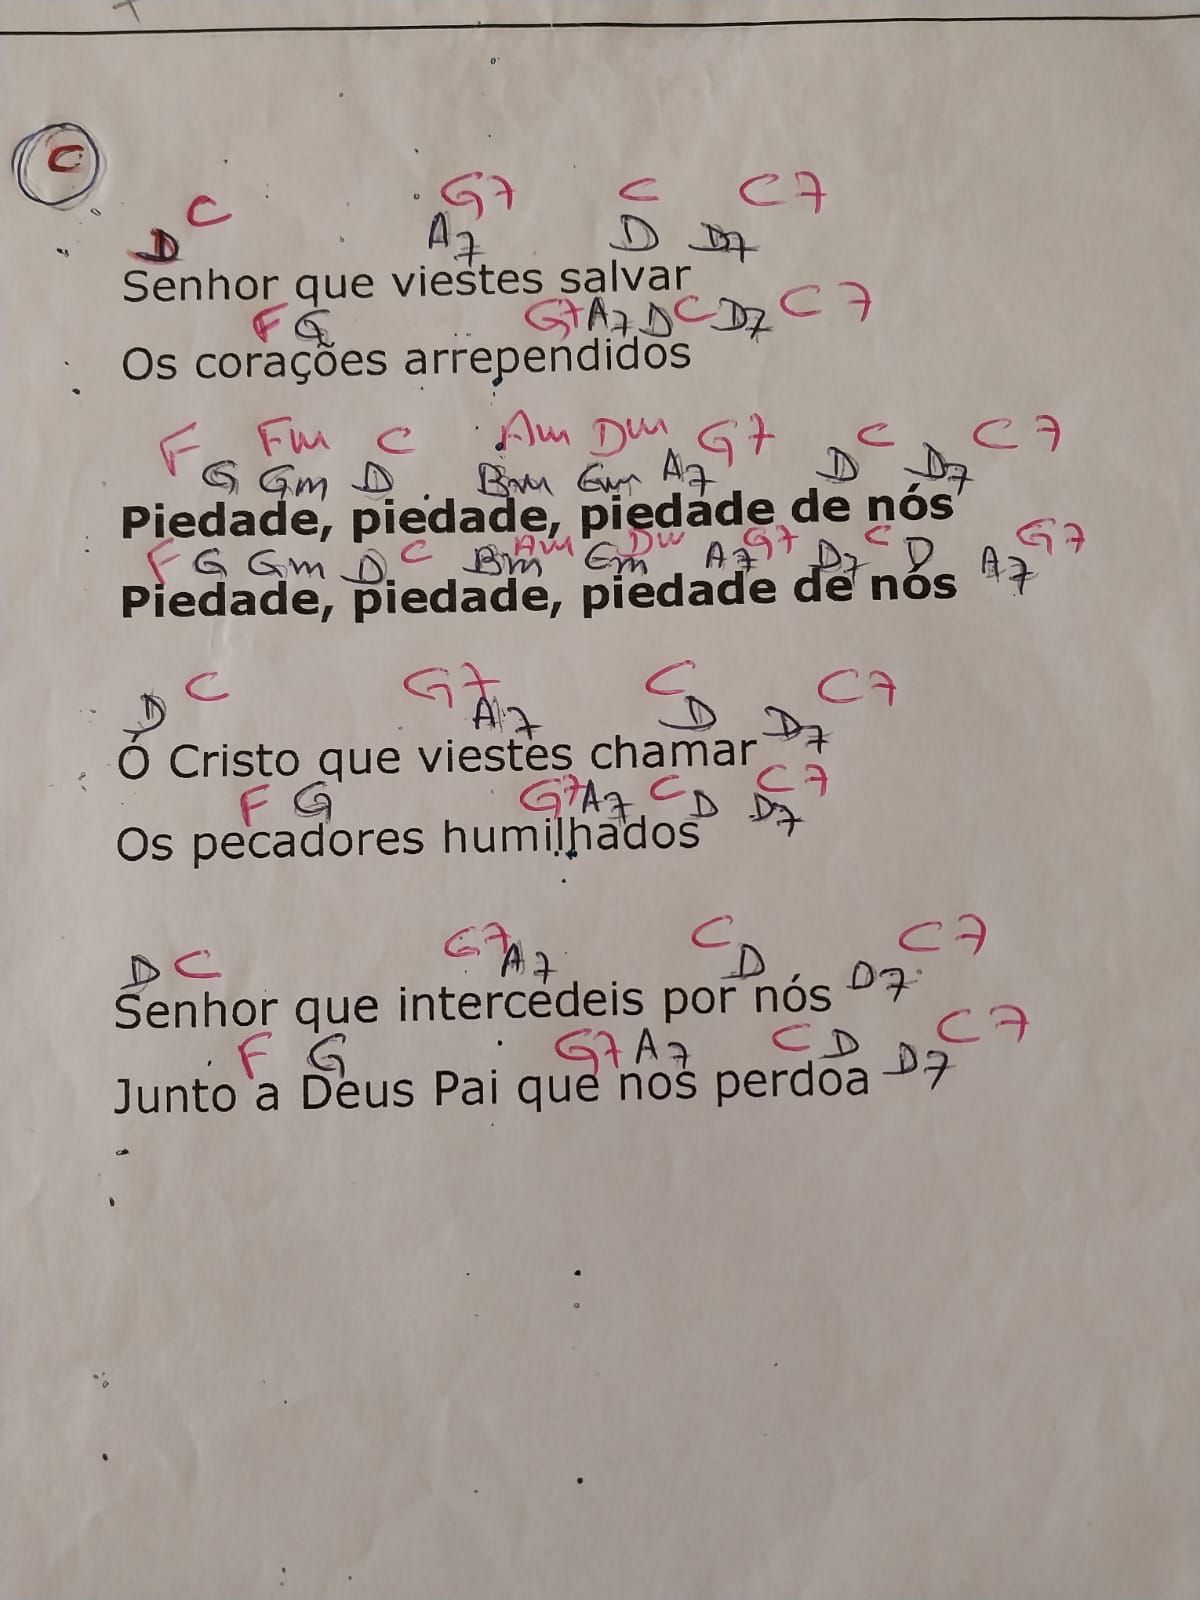 C
C G7 C C7
D A7 D D7
Senhor que viestes salvar
F G G7 A7 D C D7 C7
Os corações arrependidos
F Fm C Am Dm G7 C C7
G Gm D Bm Em A7 D D7
Piedade, piedade, piedade de nós
F G Gm D C Bm Am Em Dm A7 G7 D7 C D A7 G7
Piedade, piedade, piedade de nós
C G7 C C7
D A7 D D7
Ó Cristo que viestes chamar
F G G7 A7 C D D7 C7
Os pecadores humilhados
D C G7 A7 C D D7 C7
Senhor que intercedeis por nós
F G G7 A7 C D D7 C7
Junto a Deus Pai que nos perdoa